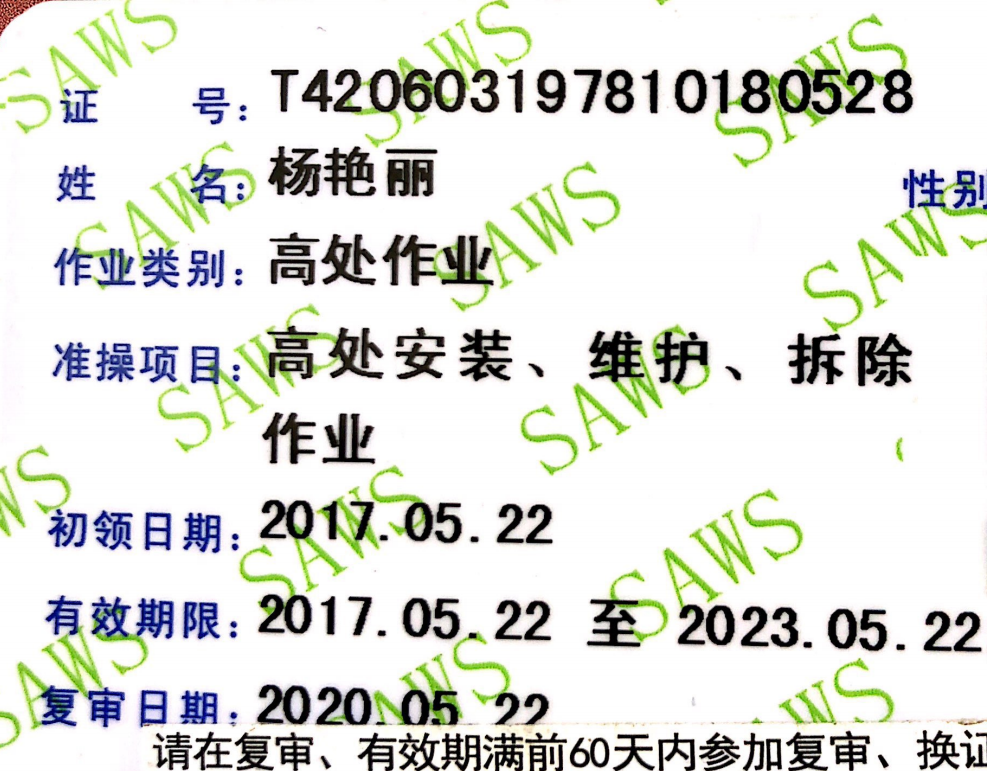 证 号：T420603197810180528
姓 名：杨艳丽 性别
作业类别：高处作业
准操项目：高处安装、维护、拆除
作业
初领日期：2017.05.22
有效期限：2017.05.22 至 2023.05.22
复审日期：2020.05.22
请在复审、有效期满前60天内参加复审、换证
SAWS
SAWS
SAWS
SAWS
SAWS
SAWS
SAWS
SAWS
SAWS
SAWS
SAWS
SAWS